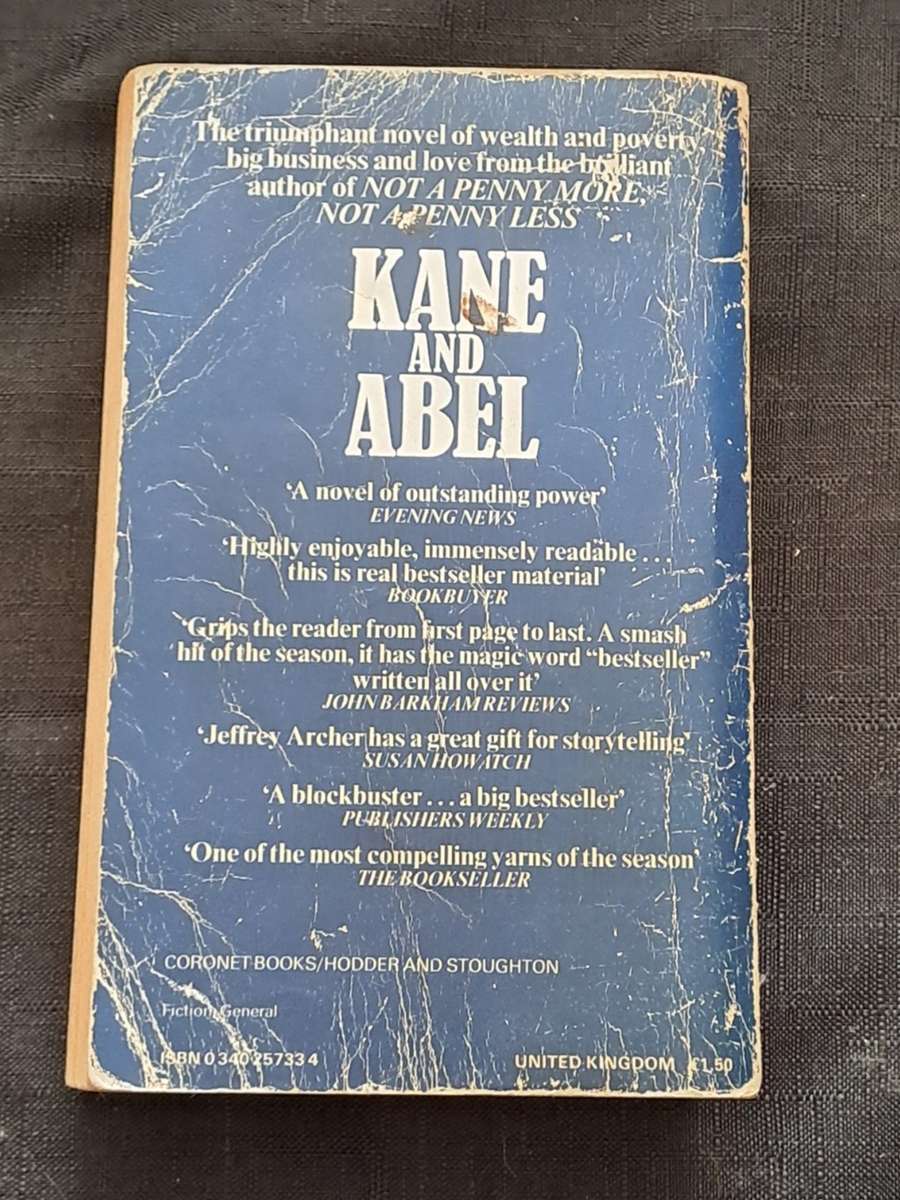 The triumphant novel of wealth and poverty
big business and love from the brilliant
author of NOT A PENNY MORE,
NOT A PENNY LESS
KANE
AND
ABEL
‘A novel of outstanding power’
EVENING NEWS
‘Highly enjoyable, immensely readable . . .
this is real bestseller material’
BOOKBUYER
‘Grips the reader from first page to last. A smash
hit of the season, it has the magic word “bestseller”
written all over it’
JOHN BARKHAM REVIEWS
‘Jeffrey Archer has a great gift for storytelling’
SUSAN HOWATCH
‘A blockbuster . . . a big bestseller’
PUBLISHERS WEEKLY
‘One of the most compelling yarns of the season’
THE BOOKSELLER
CORONET BOOKS/HODDER AND STOUGHTON
Fiction/General
ISBN 0 340 25733 4
UNITED KINGDOM £1.50